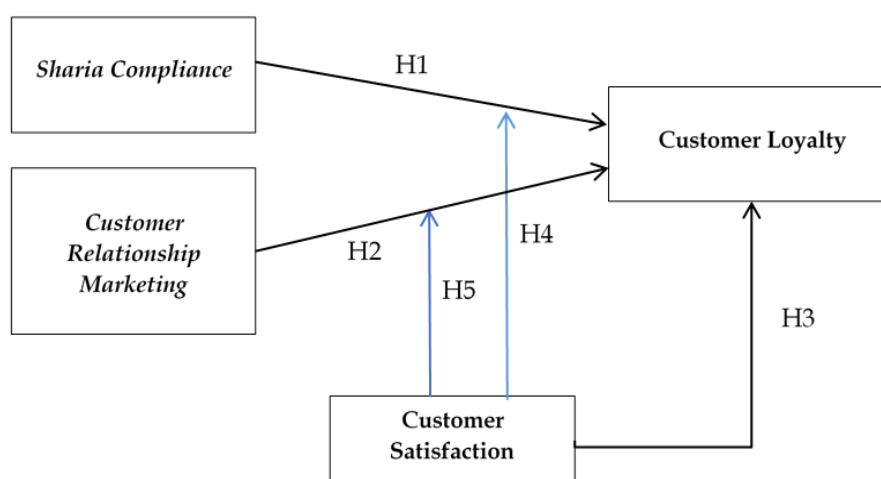 Sharia Compliance
H1
Customer Loyalty
Customer
Relationship
Marketing
H2
H4
H5
H3
Customer
Satisfaction